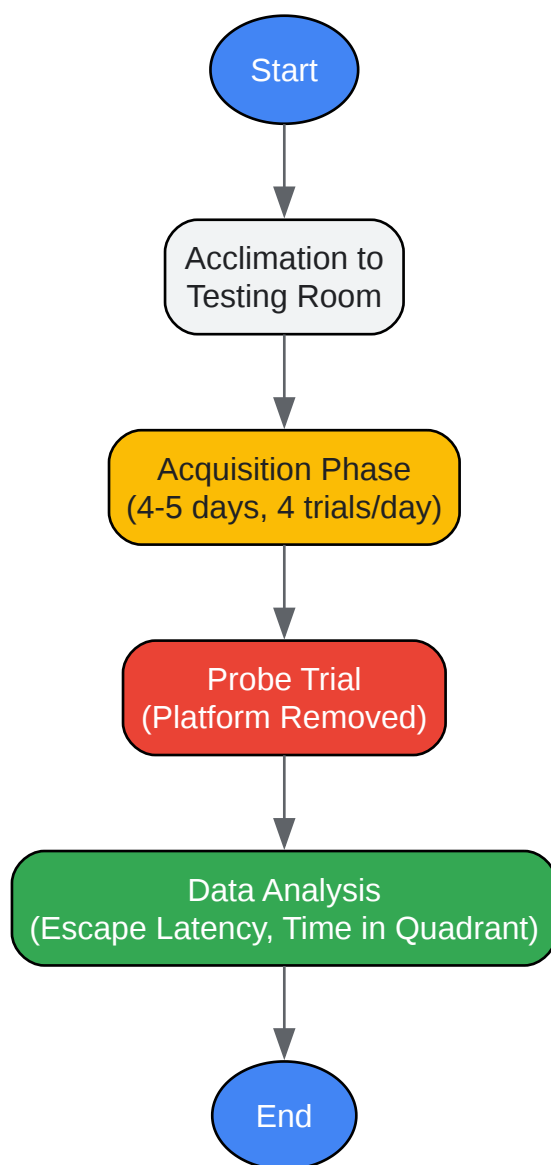 Start
Acclimation to
Testing Room
Acquisition Phase
(4-5 days, 4 trials/day)
Probe Trial
(Platform Removed)
Data Analysis
(Escape Latency, Time in Quadrant)
End